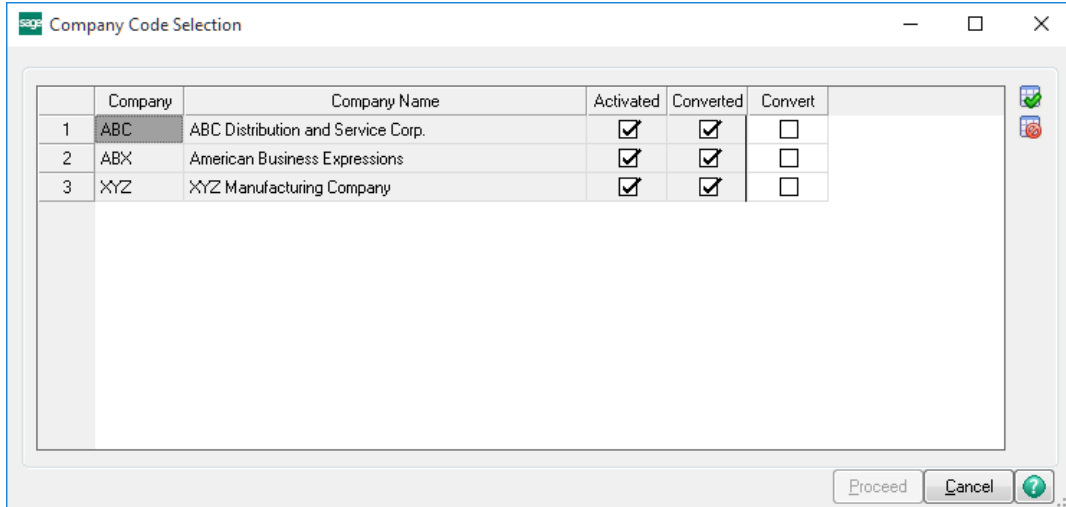 sage Company Code Selection
Company Company Name Activated Converted Convert
1 ABC ABC Distribution and Service Corp.
2 ABX American Business Expressions
3 XYZ XYZ Manufacturing Company
Proceed Cancel ?